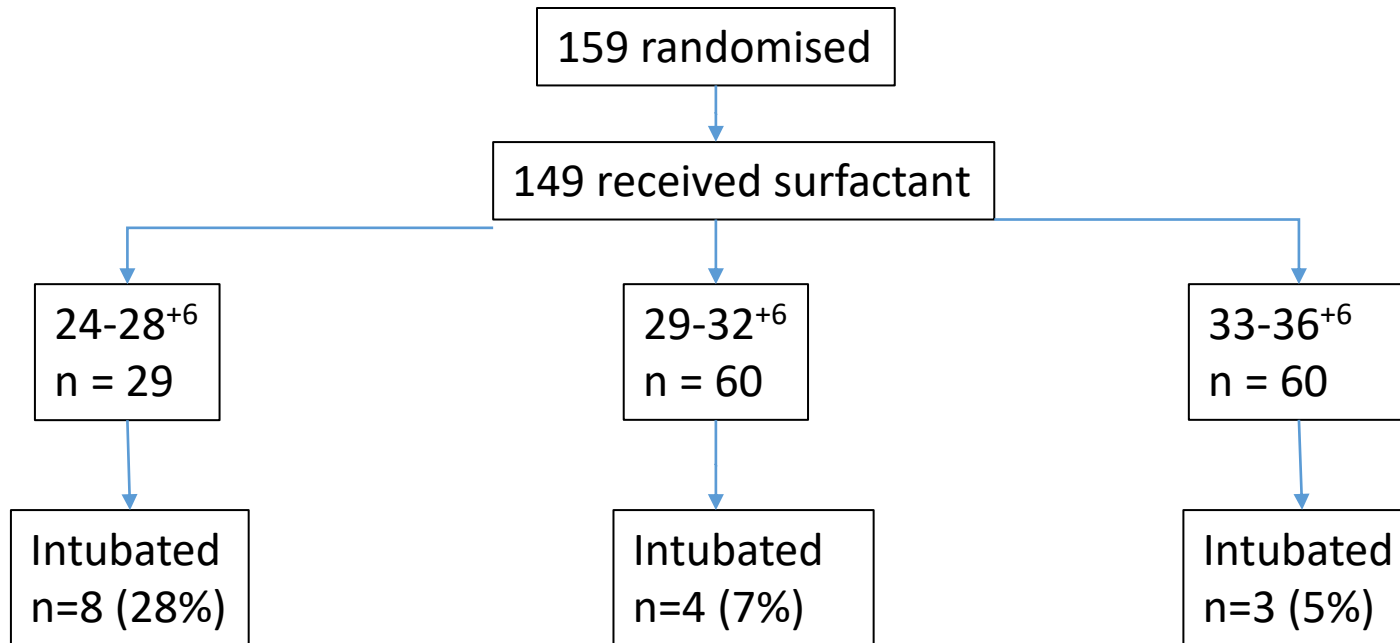 159 randomised
149 received surfactant
24-28⁺⁶
n = 29
29-32⁺⁶
n = 60
33-36⁺⁶
n = 60
Intubated
n=8 (28%)
Intubated
n=4 (7%)
Intubated
n=3 (5%)